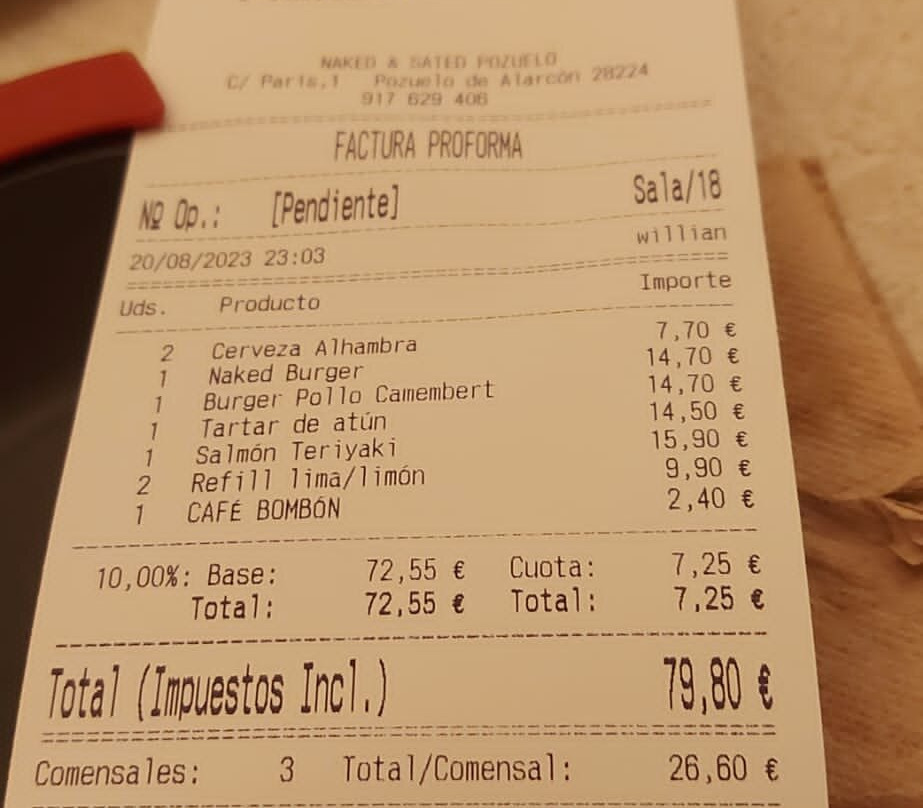 NAKED & SATED POZUELO
C/ París,1 Pozuelo de Alarcón 28224
917 629 406
FACTURA PROFORMA
Nº Op.: [Pendiente] Sala/18
20/08/2023 23:03 willian
Uds. Producto Importe
2 Cerveza Alhambra 7,70 €
1 Naked Burger 14,70 €
1 Burger Pollo Camembert 14,70 €
1 Tartar de atún 14,50 €
1 Salmón Teriyaki 15,90 €
2 Refill lima/limón 9,90 €
1 CAFÉ BOMBÓN 2,40 €
10,00%: Base: 72,55 € Cuota: 7,25 €
Total: 72,55 € Total: 7,25 €
Total (Impuestos Incl.) 79,80 €
Comensales: 3 Total/Comensal: 26,60 €